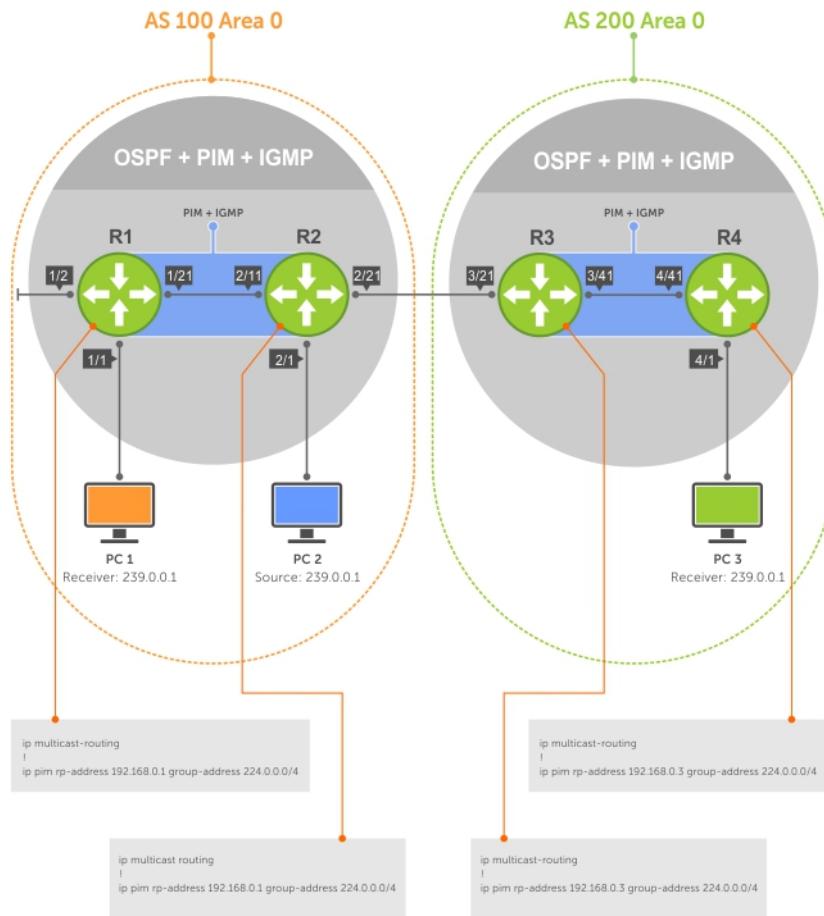 AS 100 Area 0
AS 200 Area 0
OSPF + PIM + IGMP
OSPF + PIM + IGMP
PIM + IGMP
PIM + IGMP
R1
R2
R3
R4
1/2
1/21
2/11
2/21
3/21
3/41
4/41
1/1
2/1
4/1
PC 1
Receiver: 239.0.0.1
PC 2
Source: 239.0.0.1
PC 3
Receiver: 239.0.0.1
ip multicast-routing
!
ip pim rp-address 192.168.0.1 group-address 224.0.0.0/4
ip multicast-routing
!
ip pim rp-address 192.168.0.3 group-address 224.0.0.0/4
ip multicast routing
!
ip pim rp-address 192.168.0.1 group-address 224.0.0.0/4
ip multicast-routing
!
ip pim rp-address 192.168.0.3 group-address 224.0.0.0/4